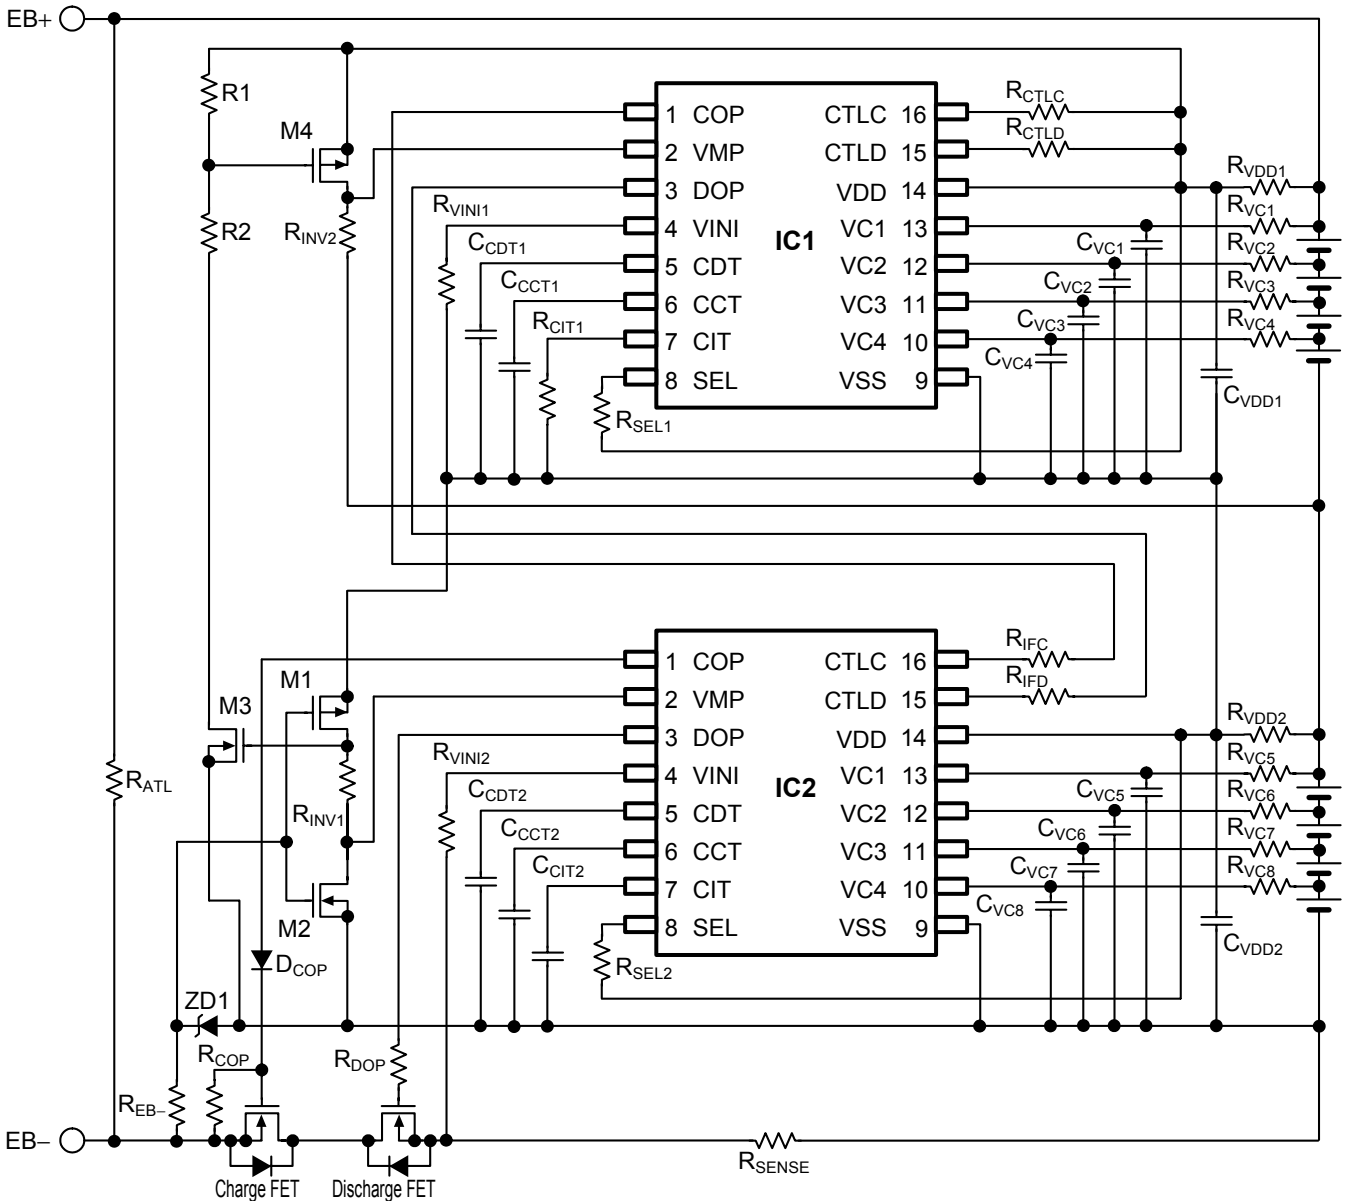 EB+
R1
M4
R2
RINV2
RVINI1
CCDT1
CCCT1
RCIT1
RSEL1
1 COP CTLC 16
2 VMP CTLD 15
3 DOP VDD 14
4 VINI VC1 13
IC1
5 CDT VC2 12
6 CCT VC3 11
7 CIT VC4 10
8 SEL VSS 9
RCTLC
RCTLD
RVDD1
RVC1
RVC2
RVC3
RVC4
CVC1
CVC2
CVC3
CVC4
CVDD1
M1
M3
RATL
RINV1
M2
DCOP
ZD1
RVINI2
CCDT2
CCCT2
CCIT2
RSEL2
1 COP CTLC 16
2 VMP CTLD 15
3 DOP VDD 14
4 VINI VC1 13
IC2
5 CDT VC2 12
6 CCT VC3 11
7 CIT VC4 10
8 SEL VSS 9
RIFC
RIFD
RVDD2
RVC5
RVC6
RVC7
RVC8
CVC5
CVC6
CVC7
CVC8
CVDD2
RCOP
RDOP
REB−
EB−
RSENSE
Charge FET
Discharge FET